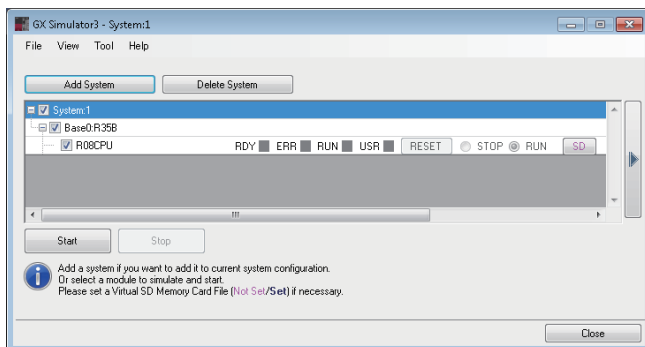 GX Simulator3 - System:1
File View Tool Help
Add System Delete System
System:1
Base0:R35B
R08CPU RDY ERR RUN USR RESET STOP RUN SD
Start Stop
Add a system if you want to add it to current system configuration.
Or select a module to simulate and start.
Please set a Virtual SD Memory Card File (Not Set/Set) if necessary.
Close